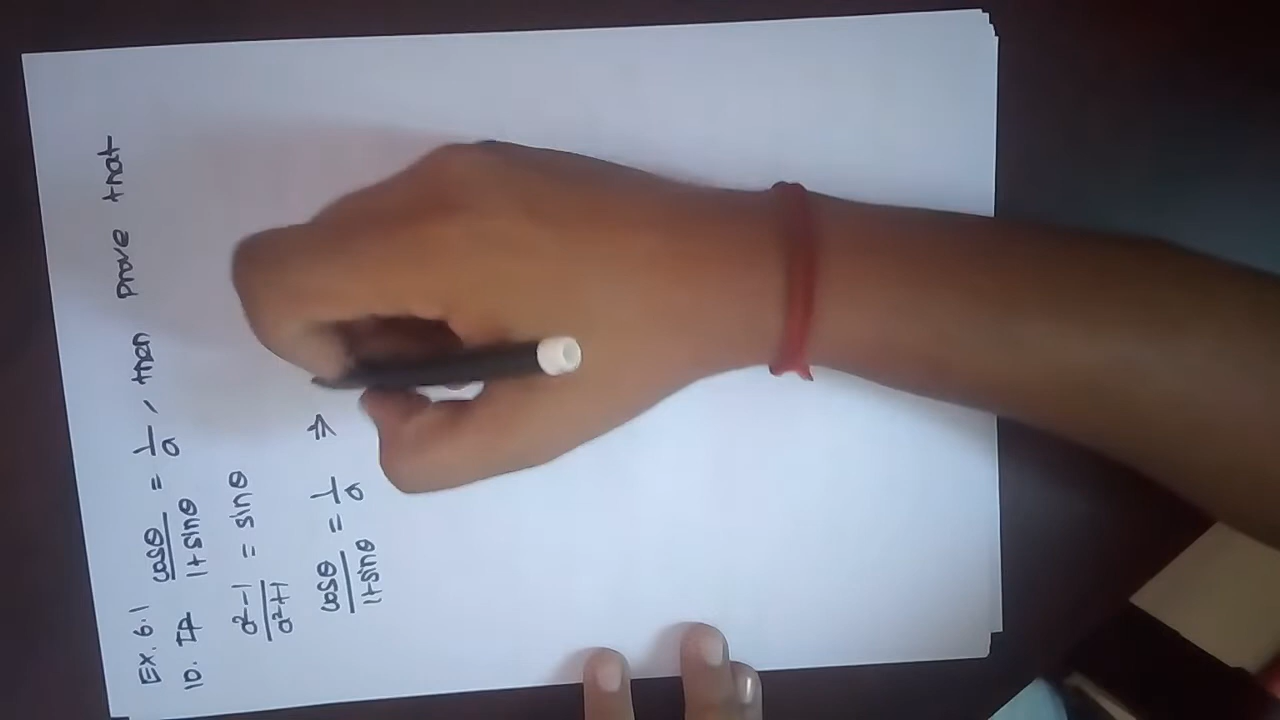 Ex. 6.1
10. If cosθ/1+sinθ = 1/a, then prove that
a²-1/a²+1 = sinθ
cosθ/1+sinθ = 1/a ⇒